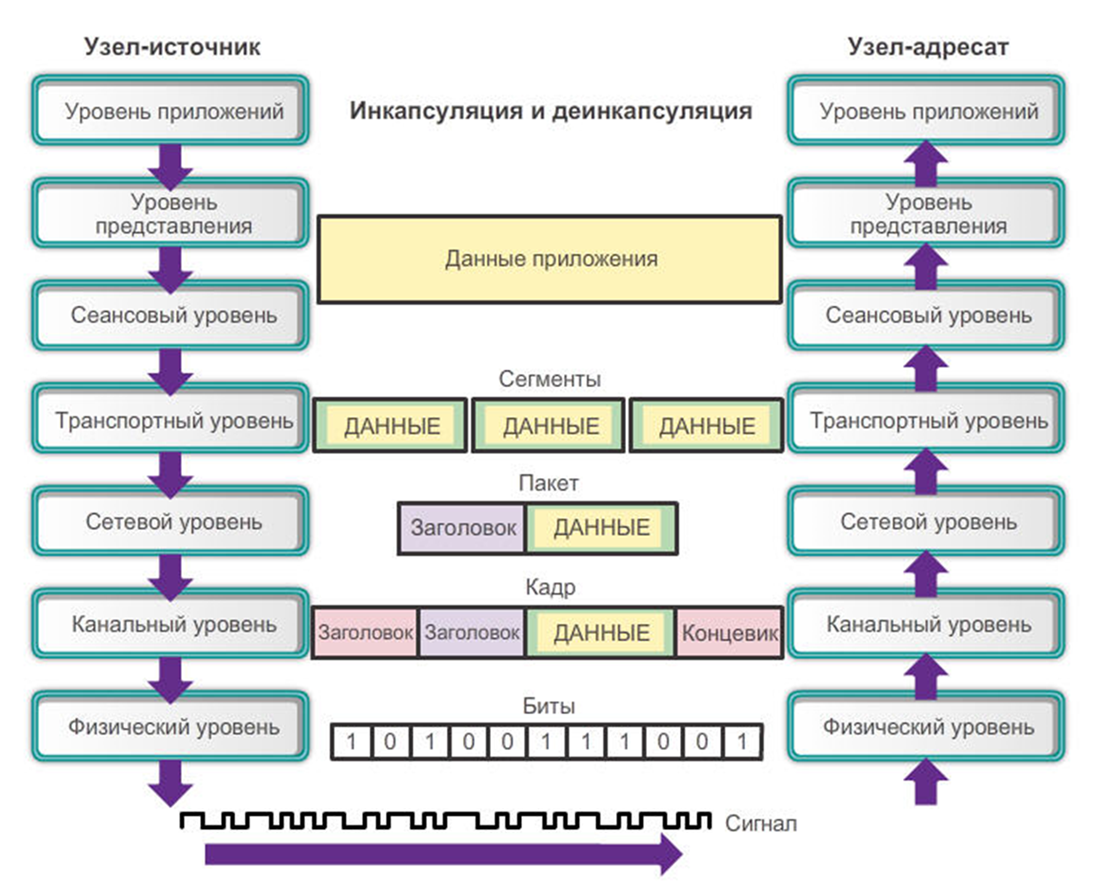 Узел-источник
Узел-адресат
Инкапсуляция и деинкапсуляция
Уровень приложений
Уровень приложений
Уровень
представления
Уровень
представления
Данные приложения
Сеансовый уровень
Сеансовый уровень
Сегменты
Транспортный уровень
ДАННЫЕ ДАННЫЕ ДАННЫЕ
Транспортный уровень
Пакет
Сетевой уровень
Заголовок ДАННЫЕ
Сетевой уровень
Кадр
Канальный уровень
Заголовок Заголовок ДАННЫЕ Концевик
Канальный уровень
Биты
Физический уровень
1 0 1 0 0 1 1 1 0 0 1
Физический уровень
Сигнал